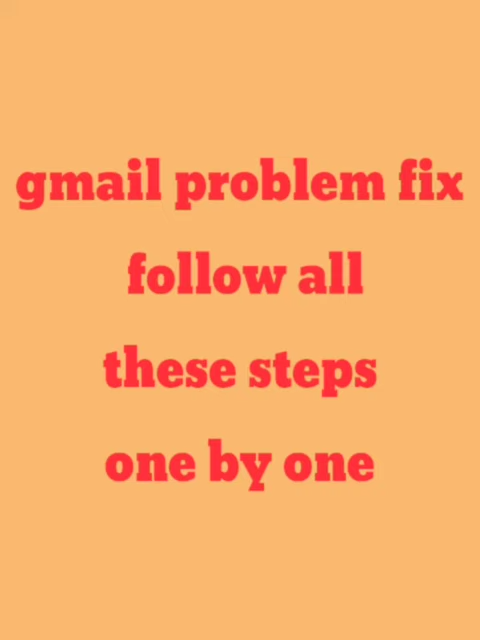 gmail problem fix
follow all
these steps
one by one